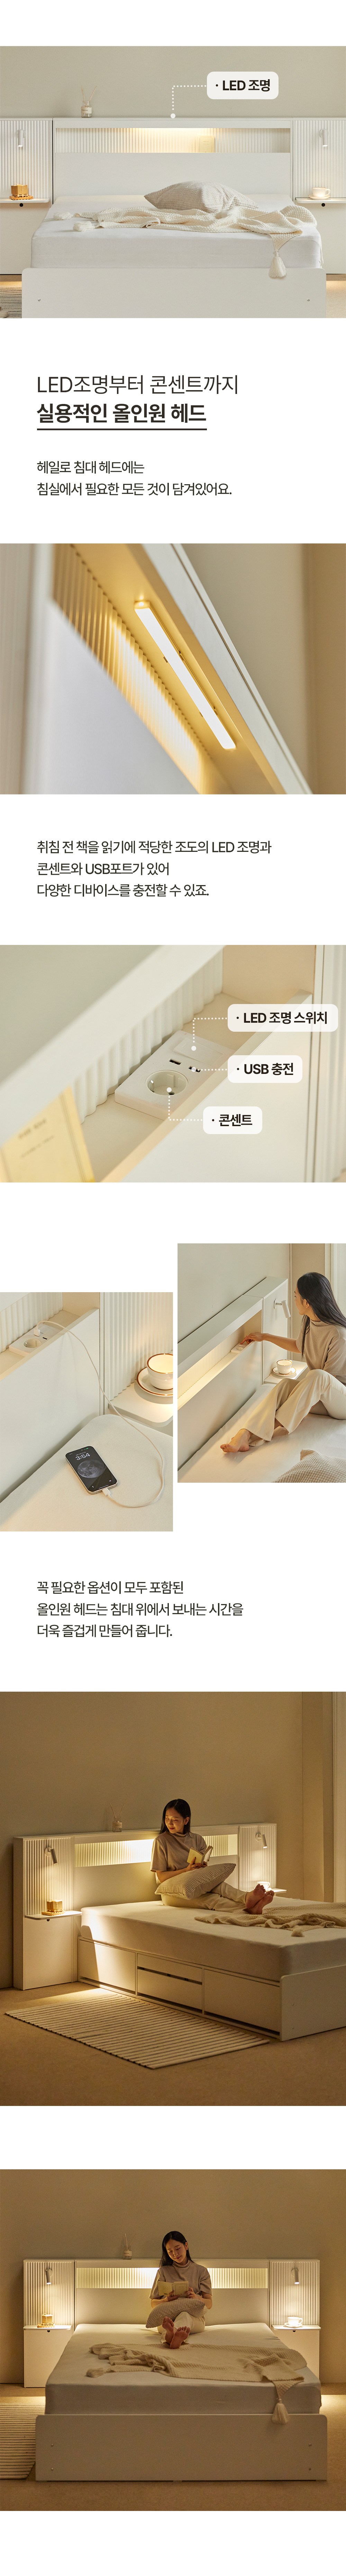 · LED 조명
LED조명부터 콘센트까지
실용적인 올인원 헤드
헤일로 침대 헤드에는
침실에서 필요한 모든 것이 담겨있어요.
취침 전 책을 읽기에 적당한 조도의 LED 조명과
콘센트와 USB포트가 있어
다양한 디바이스를 충전할 수 있죠.
· LED 조명 스위치
· USB 충전
· 콘센트
꼭 필요한 옵션이 모두 포함된
올인원 헤드는 침대 위에서 보내는 시간을
더욱 즐겁게 만들어 줍니다.